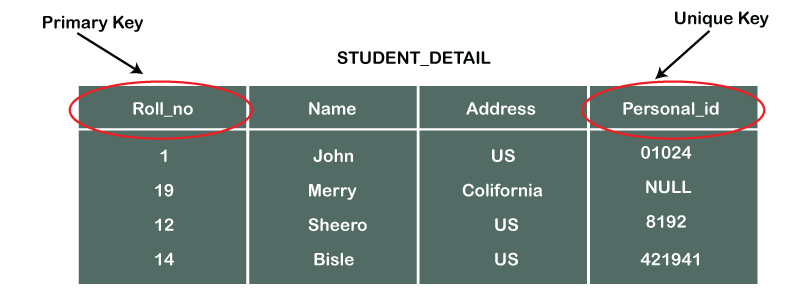 Primary Key
Unique Key
STUDENT_DETAIL
Roll_no Name Address Personal_id
1 John US 01024
19 Merry Colifornia NULL
12 Sheero US 8192
14 Bisle US 421941